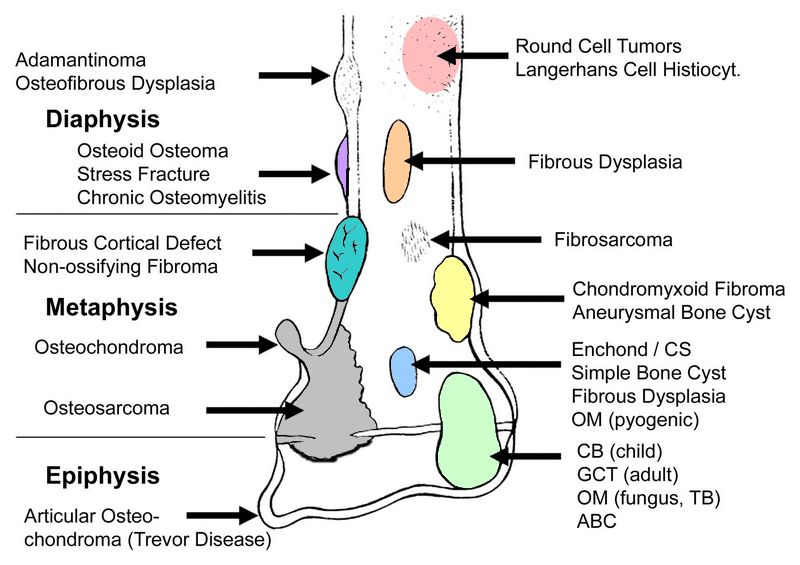 Adamantinoma
Osteofibrous Dysplasia
Diaphysis
Osteoid Osteoma
Stress Fracture
Chronic Osteomyelitis
Fibrous Cortical Defect
Non-ossifying Fibroma
Metaphysis
Osteochondroma
Osteosarcoma
Epiphysis
Articular Osteo-
chondroma (Trevor Disease)
Round Cell Tumors
Langerhans Cell Histiocyt.
Fibrous Dysplasia
Fibrosarcoma
Chondromyxoid Fibroma
Aneurysmal Bone Cyst
Enchond / CS
Simple Bone Cyst
Fibrous Dysplasia
OM (pyogenic)
CB (child)
GCT (adult)
OM (fungus, TB)
ABC